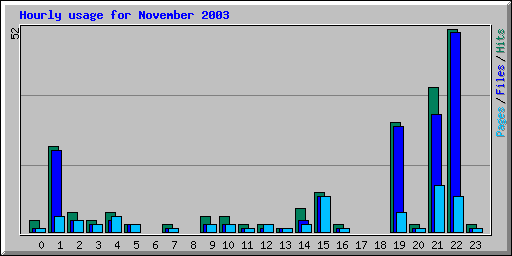 Hourly usage for November 2003
52
Pages/Files/Hits
0 1 2 3 4 5 6 7 8 9 10 11 12 13 14 15 16 17 18 19 20 21 22 23